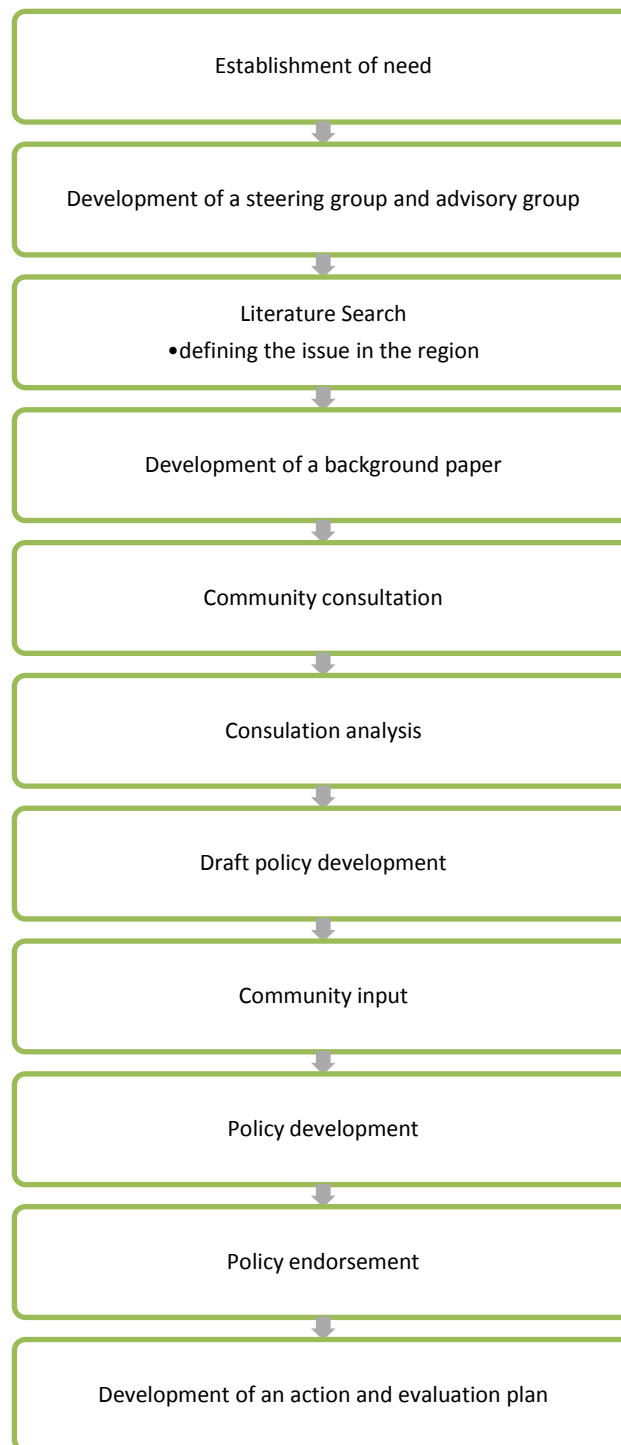 Establishment of need
Development of a steering group and advisory group
Literature Search
•defining the issue in the region
Development of a background paper
Community consultation
Consulation analysis
Draft policy development
Community input
Policy development
Policy endorsement
Development of an action and evaluation plan